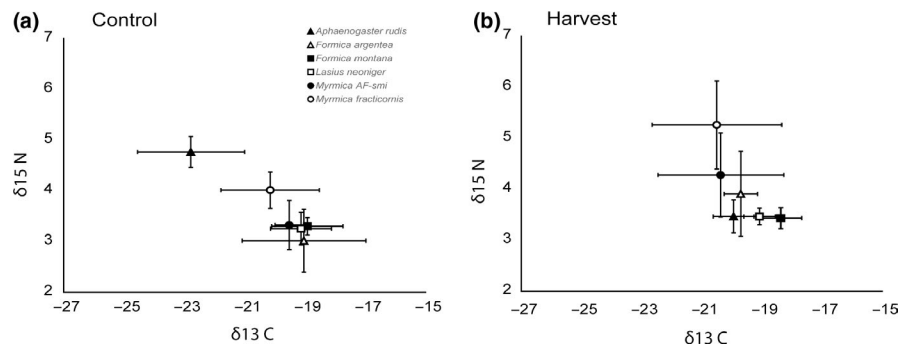 (a) Control
7
6
5
4
3
2
δ15 N
Aphaenogaster rudis
Formica argentea
Formica montana
Lasius neoniger
Myrmica AF-smi
Myrmica fracticornis
−27 −25 −23 −21 −19 −17 −15
δ13 C
(b) Harvest
7
6
5
4
3
2
δ15 N
−27 −25 −23 −21 −19 −17 −15
δ13 C